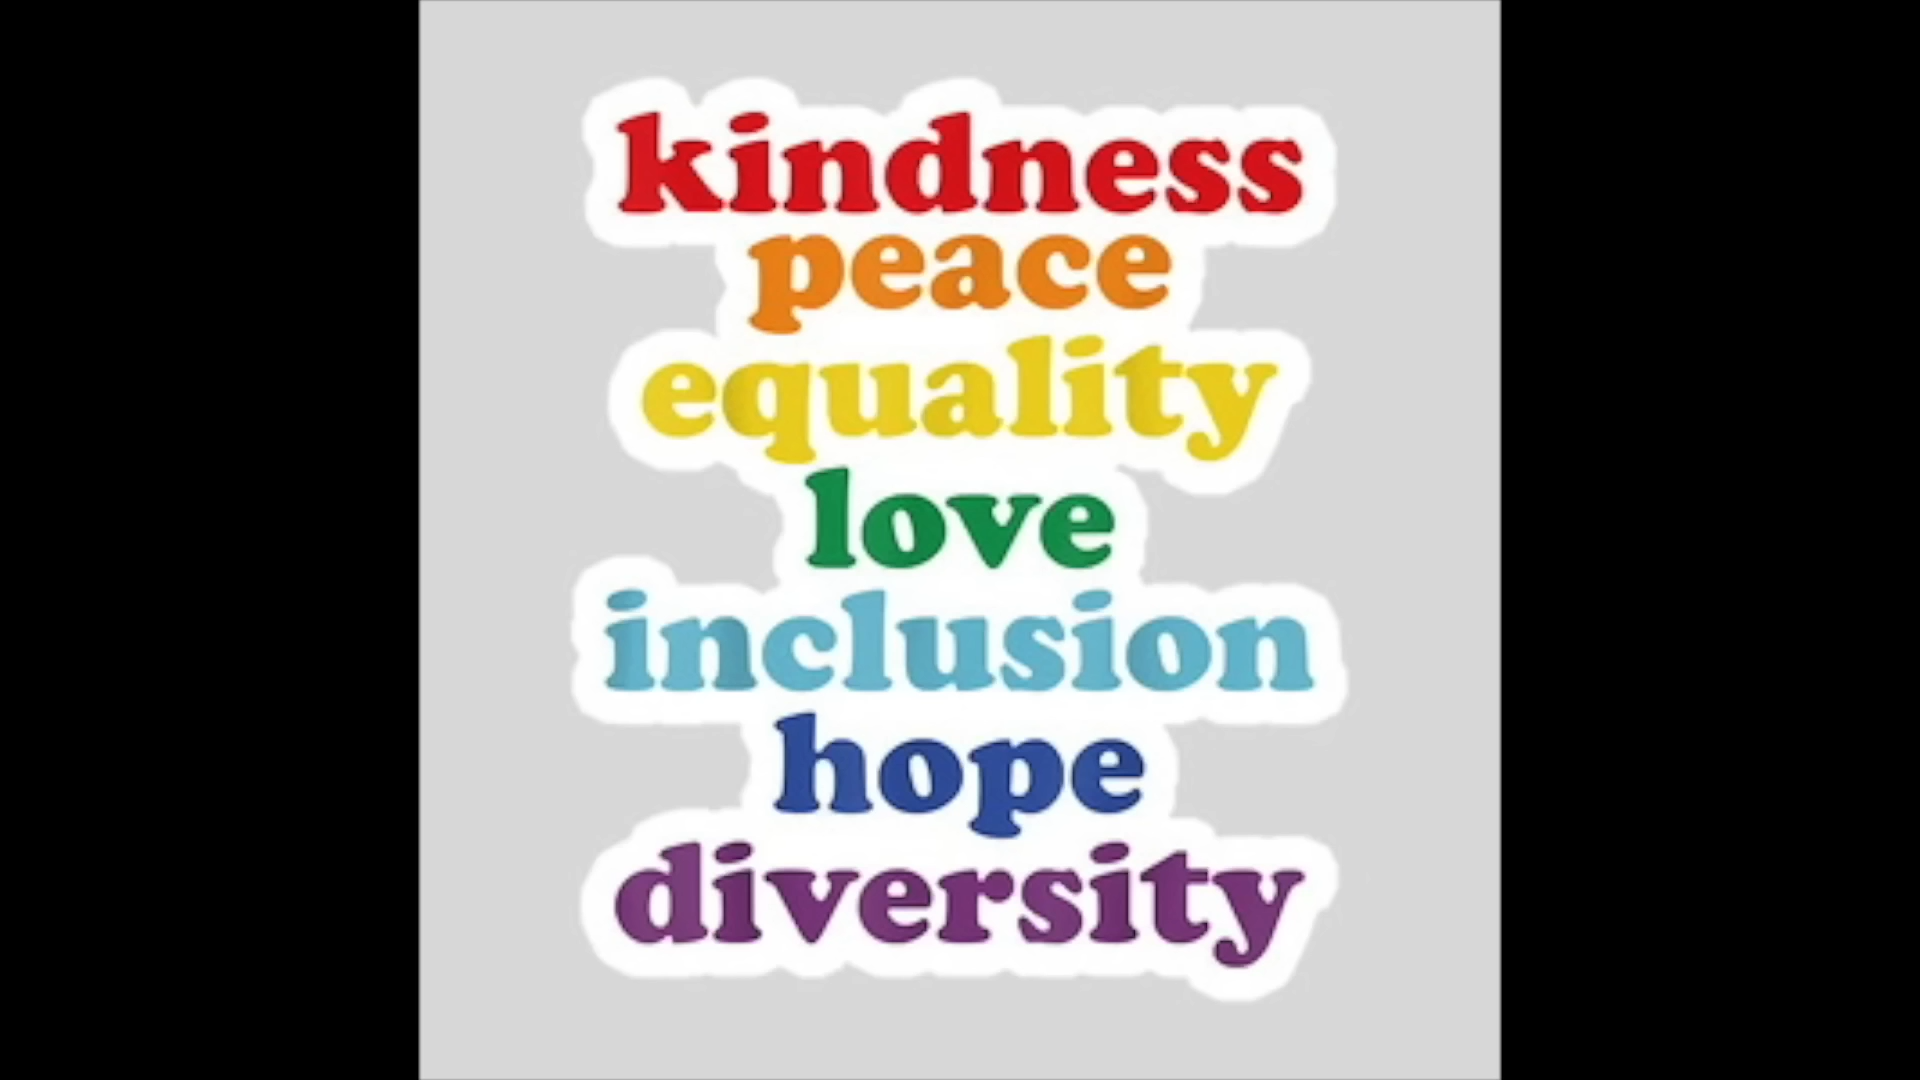 kindness
peace
equality
love
inclusion
hope
diversity